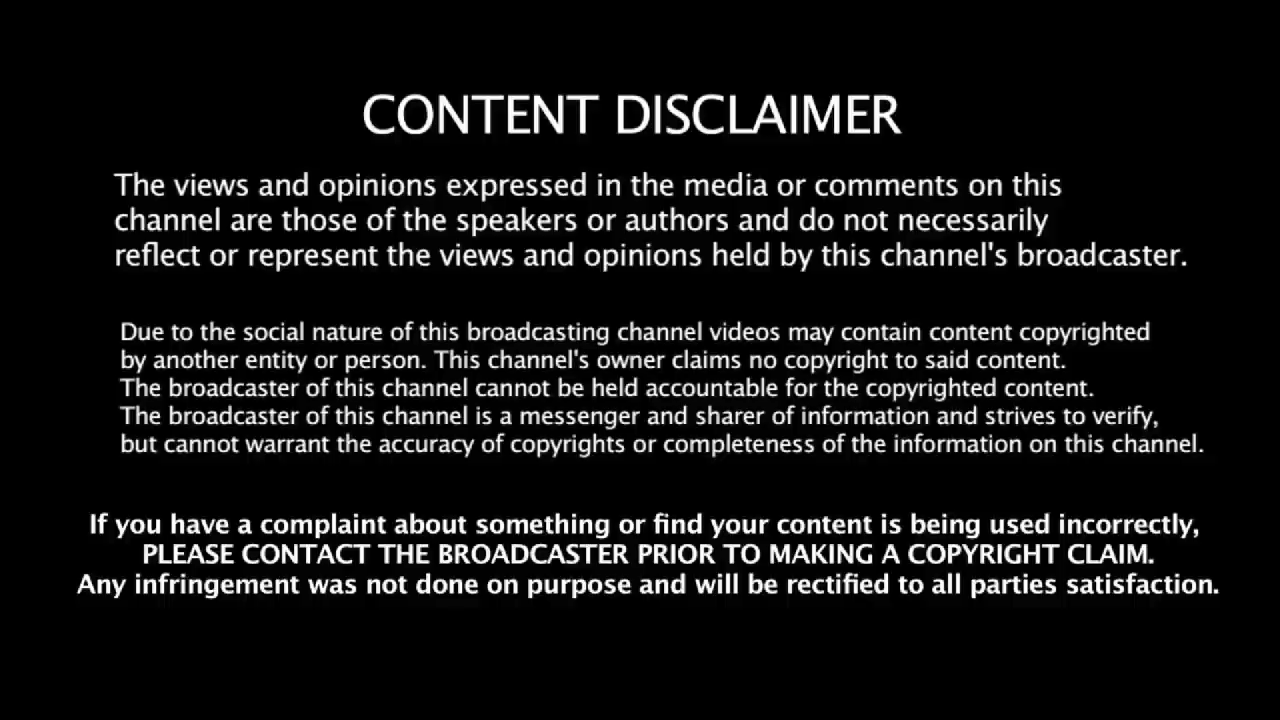 CONTENT DISCLAIMER
The views and opinions expressed in the media or comments on this
channel are those of the speakers or authors and do not necessarily
reflect or represent the views and opinions held by this channel's broadcaster.
Due to the social nature of this broadcasting channel videos may contain content copyrighted
by another entity or person. This channel's owner claims no copyright to said content.
The broadcaster of this channel cannot be held accountable for the copyrighted content.
The broadcaster of this channel is a messenger and sharer of information and strives to verify,
but cannot warrant the accuracy of copyrights or completeness of the information on this channel.
If you have a complaint about something or find your content is being used incorrectly,
PLEASE CONTACT THE BROADCASTER PRIOR TO MAKING A COPYRIGHT CLAIM.
Any infringement was not done on purpose and will be rectified to all parties satisfaction.